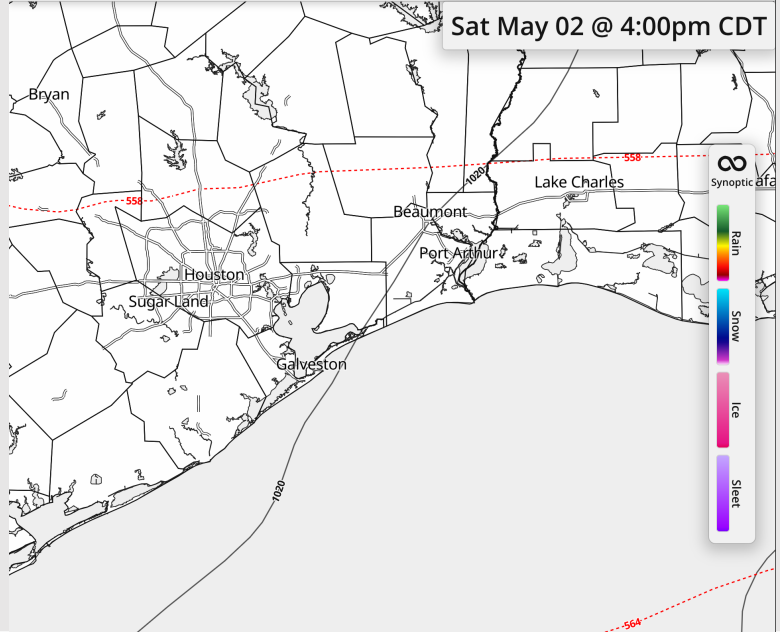 Sat May 02 @ 4:00pm CDT
Bryan
558
1020
Synoptic
Lake Charles
afa
558
Beaumont
Rain
Port Arthur
Houston
Sugar Land
Snow
Galveston
Ice
1020
Sleet
564